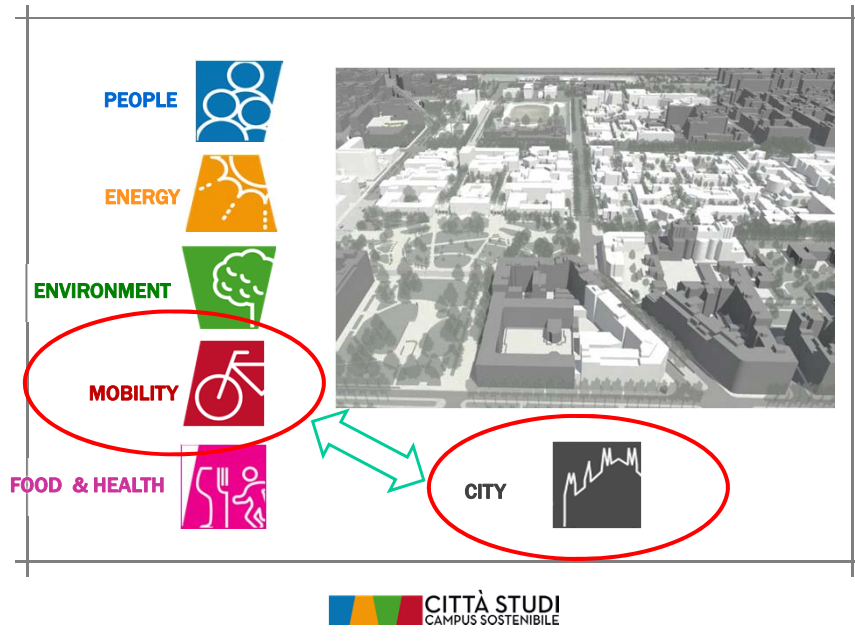 PEOPLE
ENERGY
ENVIRONMENT
MOBILITY
FOOD & HEALTH
CITY
CITTÀ STUDI
CAMPUS SOSTENIBILE